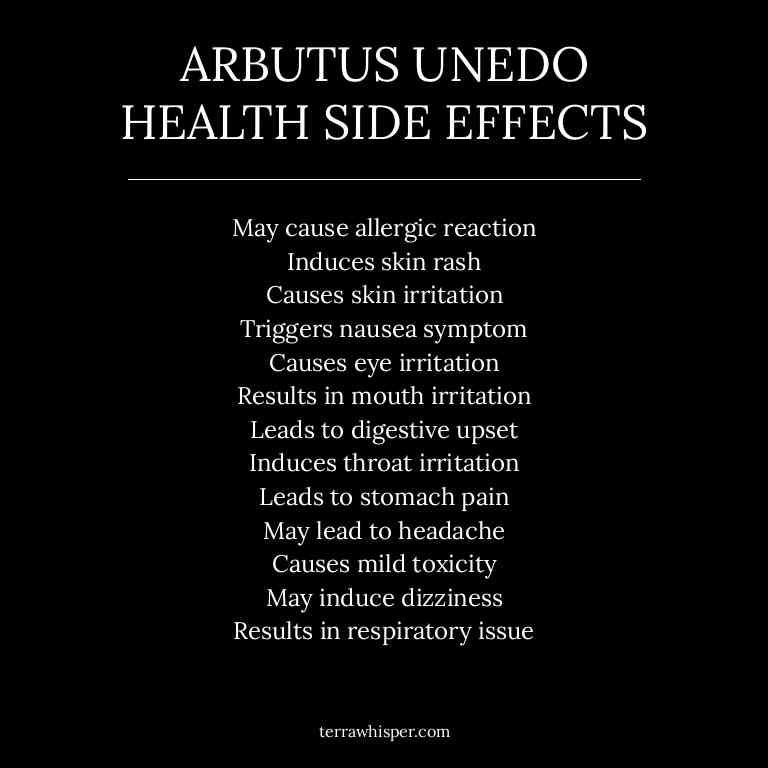 ARBUTUS UNEDO
HEALTH SIDE EFFECTS
May cause allergic reaction
Induces skin rash
Causes skin irritation
Triggers nausea symptom
Causes eye irritation
Results in mouth irritation
Leads to digestive upset
Induces throat irritation
Leads to stomach pain
May lead to headache
Causes mild toxicity
May induce dizziness
Results in respiratory issue
terrawhisper.com